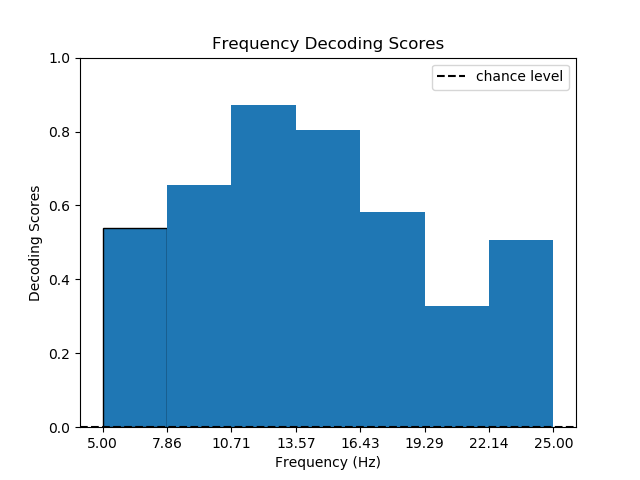 Frequency Decoding Scores
chance level
Decoding Scores
1.0
0.8
0.6
0.4
0.2
0.0
5.00 7.86 10.71 13.57 16.43 19.29 22.14 25.00
Frequency (Hz)